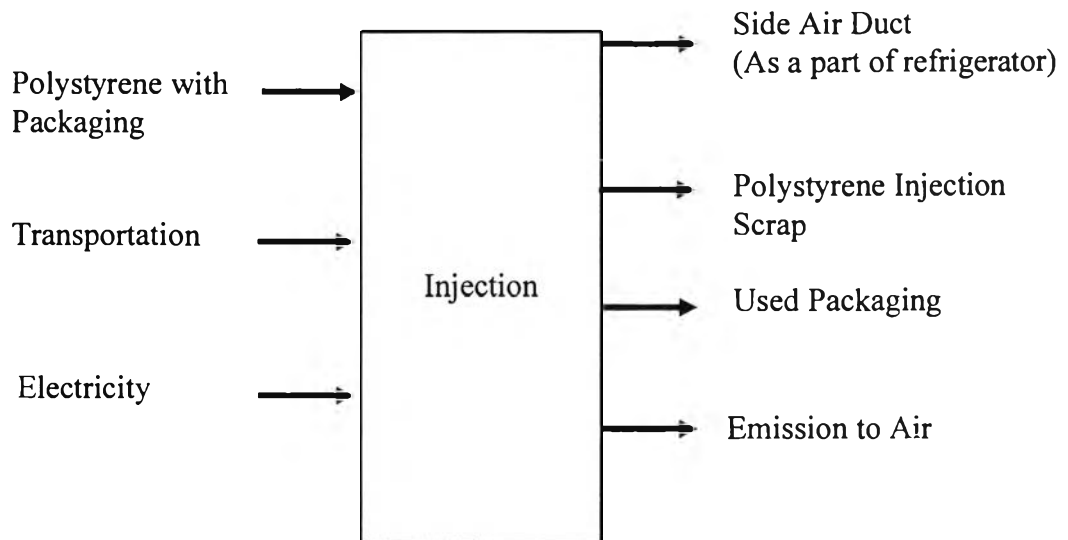 Polystyrene with
Packaging
Transportation
Electricity
Injection
Side Air Duct
(As a part of refrigerator)
Polystyrene Injection
Scrap
Used Packaging
Emission to Air